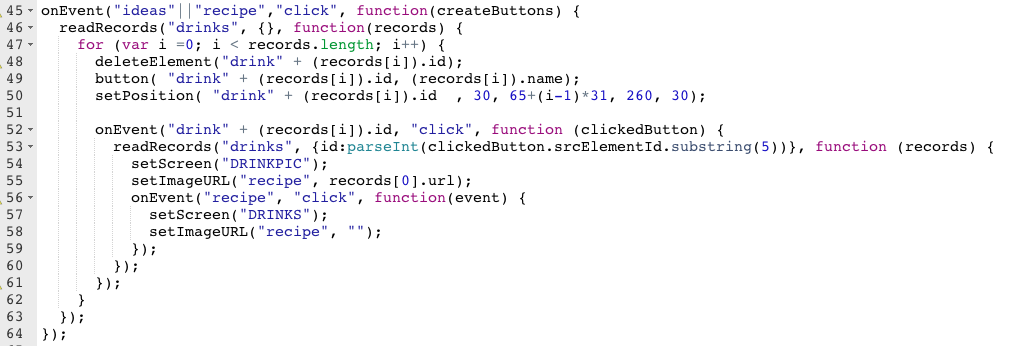 45 onEvent("ideas"||"recipe","click", function(createButtons) {
46 readRecords("drinks", {}, function(records) {
47 for (var i =0; i < records.length; i++) {
48 deleteElement("drink" + (records[i]).id);
49 button( "drink" + (records[i]).id, (records[i]).name);
50 setPosition( "drink" + (records[i]).id , 30, 65+(i-1)*31, 260, 30);
51
52 onEvent("drink" + (records[i]).id, "click", function (clickedButton) {
53 readRecords("drinks", {id:parseInt(clickedButton.srcElementId.substring(5))}, function (records) {
54 setScreen("DRINKPIC");
55 setImageURL("recipe", records[0].url);
56 onEvent("recipe", "click", function(event) {
57 setScreen("DRINKS");
58 setImageURL("recipe", "");
59 });
60 });
61 });
62 }
63 });
64 });